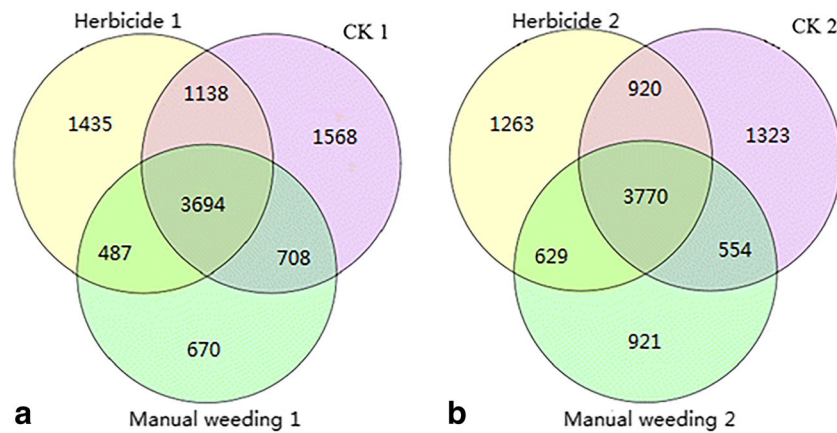 Herbicide 1
CK 1
1138
1435
1568
3694
487
708
670
a
Manual weeding 1
Herbicide 2
CK 2
920
1263
1323
3770
629
554
921
b
Manual weeding 2